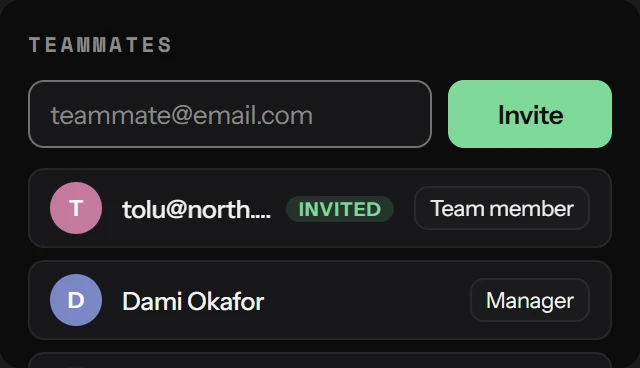 TEAMMATES
teammate@email.com Invite
T tolu@north.... INVITED Team member
D Dami Okafor Manager